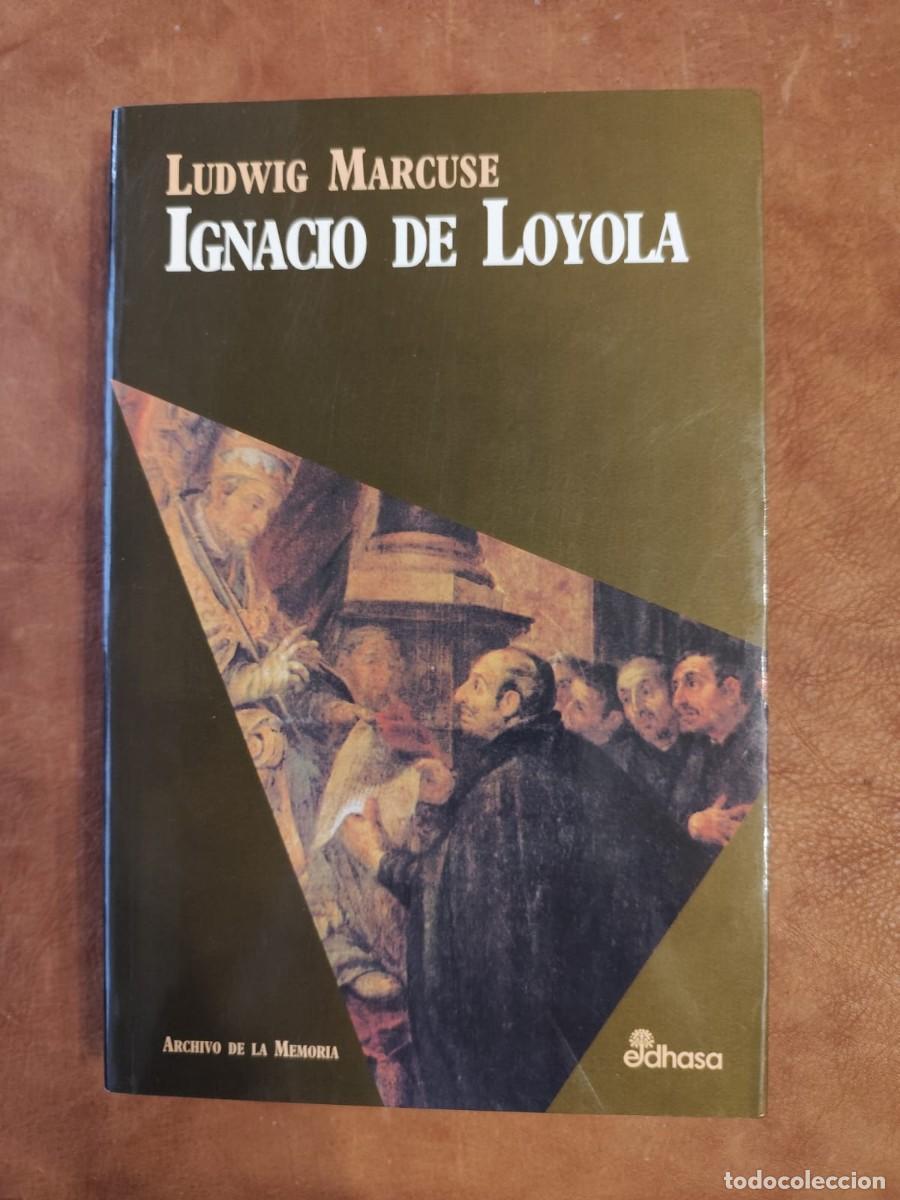 Ludwig Marcuse
Ignacio de Loyola
Archivo de la Memoria
edhasa
todocoleccion